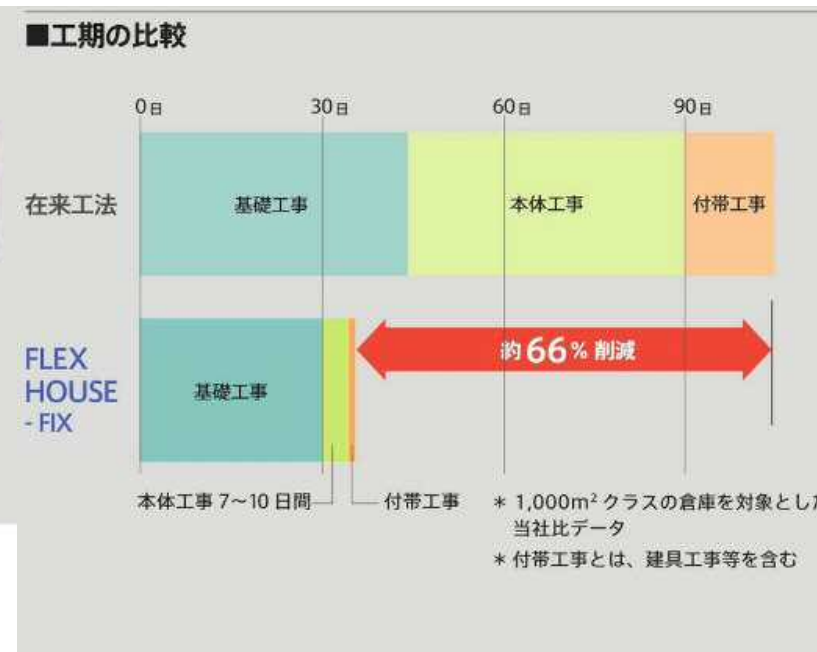 ■工期の比較
0日 30日 60日 90日
在来工法
基礎工事 本体工事 付帯工事
FLEX
HOUSE
- FIX
基礎工事
約66%削減
本体工事 7〜10日間 付帯工事
＊ 1,000m² クラスの倉庫を対象とし
当社比データ
＊ 付帯工事とは、建具工事等を含む